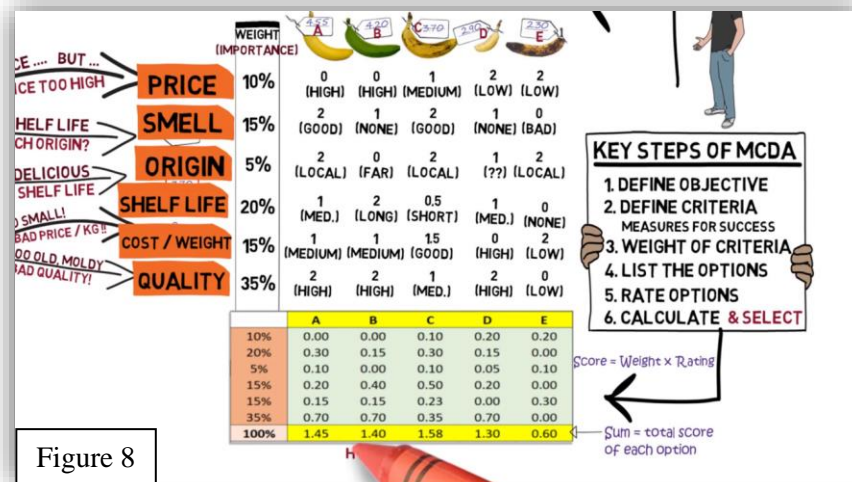 WEIGHT
(IMPORTANCE)
455 420 370 290 230
A B C D E
CE .... BUT ...
ICE TOO HIGH
PRICE 10% 0 0 1 2 2
(HIGH) (HIGH) (MEDIUM) (LOW) (LOW)
HELF LIFE
CH ORIGIN?
SMELL 15% 2 1 2 1 0
(GOOD) (NONE) (GOOD) (NONE) (BAD)
DELICIOUS
SHELF LIFE
ORIGIN 5% 2 0 2 1 2
(LOCAL) (FAR) (LOCAL) (??) (LOCAL)
O SMALL!
BAD PRICE / KG!!
SHELF LIFE 20% 1 2 0.5 1 0
(MED.) (LONG) (SHORT) (MED.) (NONE)
OO OLD, MOLDY
BAD QUALITY!
COST / WEIGHT 15% 1 1 1.5 0 2
(MEDIUM) (MEDIUM) (GOOD) (HIGH) (LOW)
QUALITY 35% 2 2 1 2 0
(HIGH) (HIGH) (MED.) (HIGH) (LOW)
KEY STEPS OF MCDA
1. DEFINE OBJECTIVE
2. DEFINE CRITERIA
MEASURES FOR SUCCESS
3. WEIGHT OF CRITERIA
4. LIST THE OPTIONS
5. RATE OPTIONS
6. CALCULATE & SELECT
A B C D E
10% 0.00 0.00 0.10 0.20 0.20
20% 0.30 0.15 0.30 0.15 0.00
5% 0.10 0.00 0.10 0.05 0.10
15% 0.20 0.40 0.50 0.20 0.00
15% 0.15 0.15 0.23 0.00 0.30
35% 0.70 0.70 0.35 0.70 0.00
100% 1.45 1.40 1.58 1.30 0.60
Score = Weight x Rating
Sum = total score
of each option
H
Figure 8